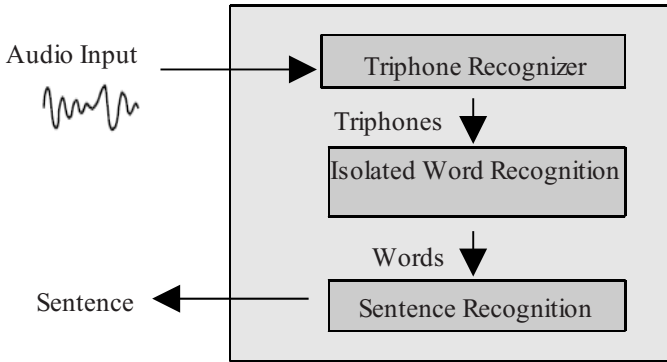 Audio Input
Triphone Recognizer
Triphones
Isolated Word Recognition
Words
Sentence
Sentence Recognition